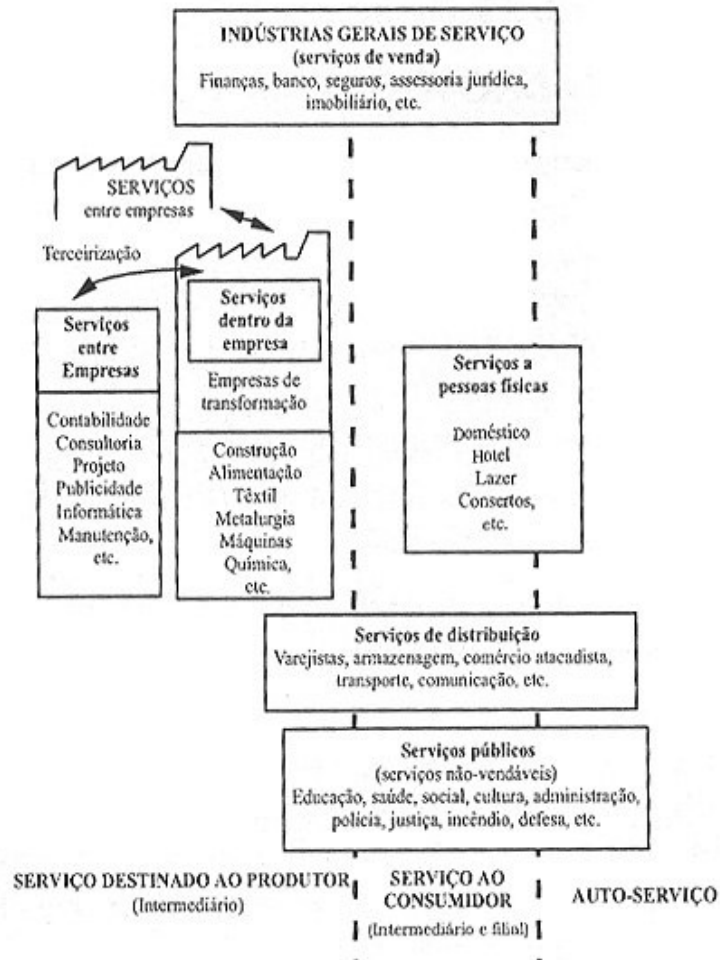 INDÚSTRIAS GERAIS DE SERVIÇO
(serviços de venda)
Finanças, banco, seguros, assessoria jurídica,
imobiliário, etc.
SERVIÇOS
entre empresas
Terceirização
Serviços
entre
Empresas
Contabilidade
Consultoria
Projeto
Publicidade
Informática
Manutenção,
etc.
Serviços
dentro da
empresa
Empresas de
transformação
Construção
Alimentação
Têxtil
Metalurgia
Máquinas
Química,
etc.
Serviços a
pessoas físicas
Doméstico
Hotel
Lazer
Consertos,
etc.
Serviços de distribuição
Varejistas, armazenagem, comércio atacadista,
transporte, comunicação, etc.
Serviços públicos
(serviços não-vendáveis)
Educação, saúde, social, cultura, administração,
polícia, justiça, incêndio, defesa, etc.
SERVIÇO DESTINADO AO PRODUTOR
(Intermediário)
SERVIÇO AO
CONSUMIDOR
(Intermediário e filial)
AUTO-SERVIÇO